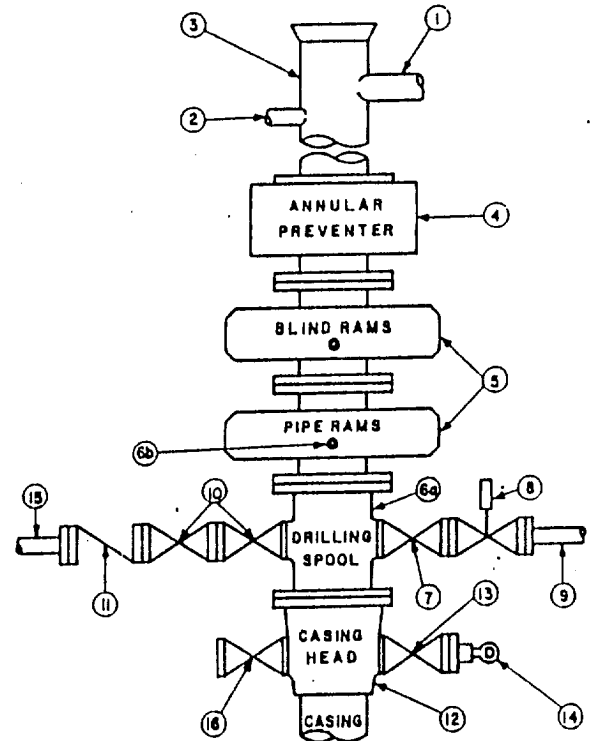 1
3
2
ANNULAR
PREVENTER
4
BLIND RAMS
5
PIPE RAMS
6b
6a
8
15
10
DRILLING
SPOOL
11
7
9
13
CASING
HEAD
D
16
12
14
CASING